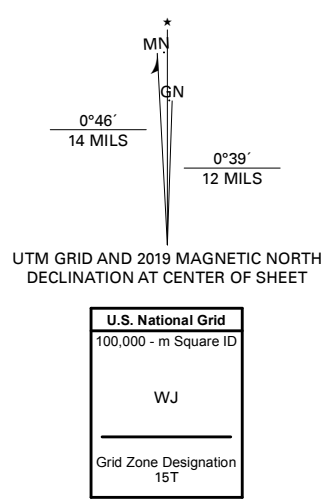 ★
MN
GN
0°46´
14 MILS
0°39´
12 MILS
UTM GRID AND 2019 MAGNETIC NORTH
DECLINATION AT CENTER OF SHEET
U.S. National Grid
100,000 - m Square ID
WJ
Grid Zone Designation
15T